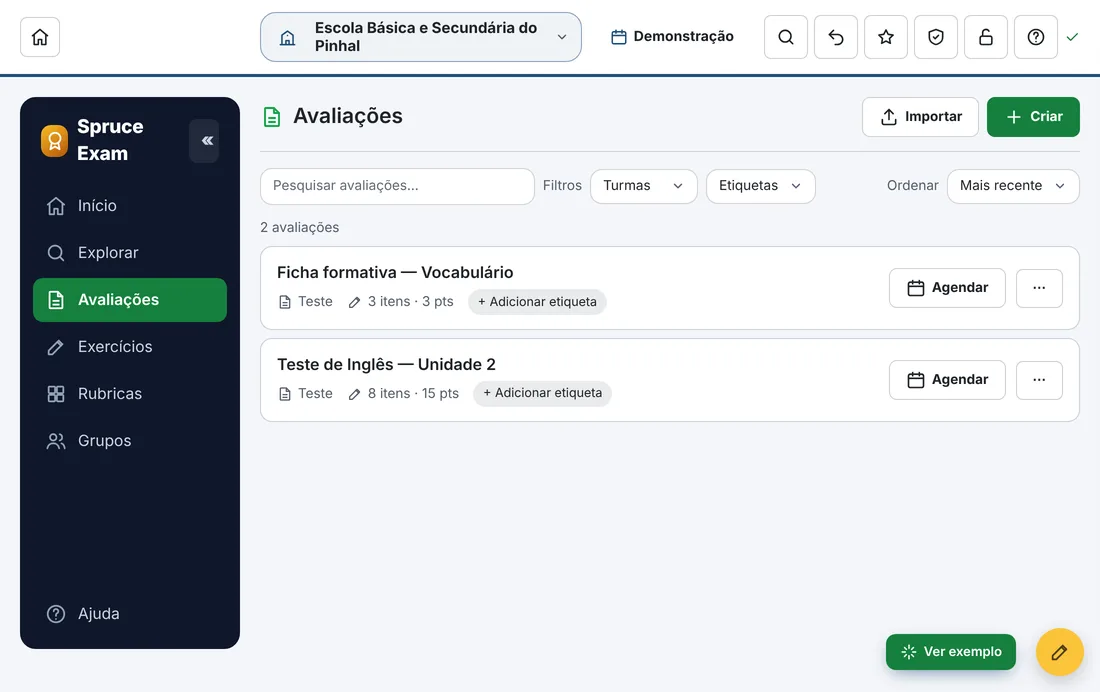 Escola Básica e Secundária do
Pinhal
Demonstração
Spruce
Exam
Início
Explorar
Avaliações
Exercícios
Rubricas
Grupos
Ajuda
Avaliações
Importar
Criar
Pesquisar avaliações...
Filtros
Turmas
Etiquetas
Ordenar
Mais recente
2 avaliações
Ficha formativa — Vocabulário
Teste
3 itens · 3 pts
+ Adicionar etiqueta
Agendar
...
Teste de Inglês — Unidade 2
Teste
8 itens · 15 pts
+ Adicionar etiqueta
Agendar
...
Ver exemplo